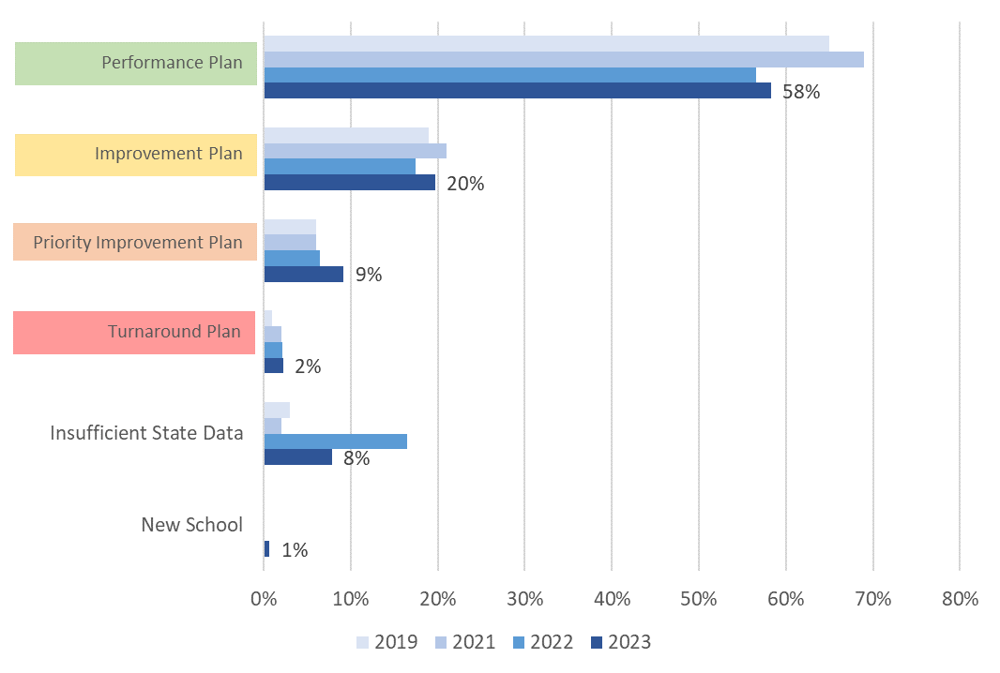 Performance Plan
58%
Improvement Plan
20%
Priority Improvement Plan
9%
Turnaround Plan
2%
Insufficient State Data
8%
New School
1%
0% 10% 20% 30% 40% 50% 60% 70% 80%
2019 2021 2022 2023